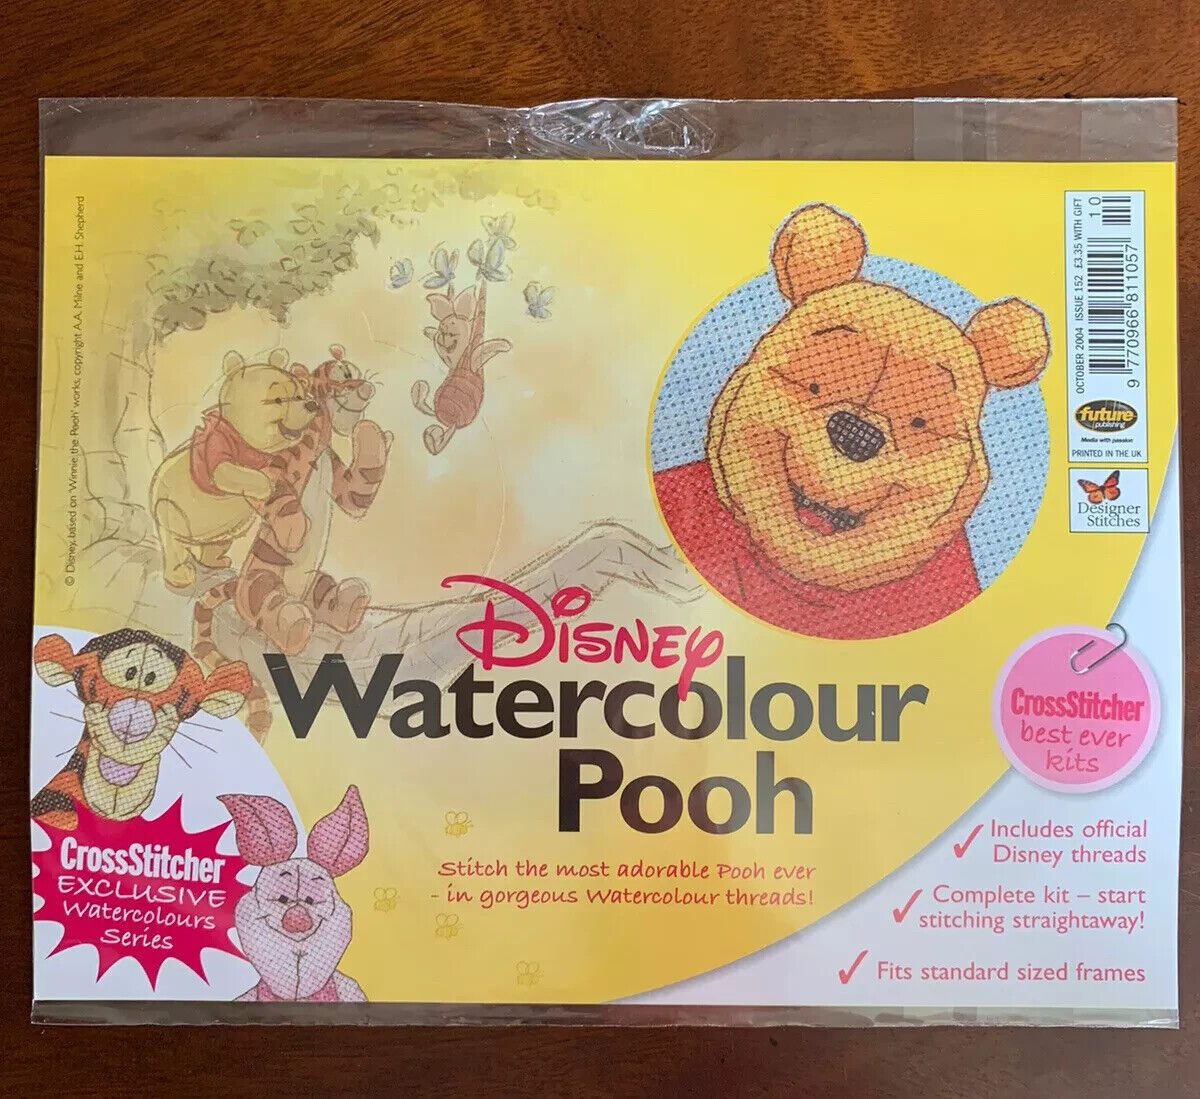 © Disney, based on 'Winnie the Pooh' works, copyright A.A. Milne and E.H. Shepherd
OCTOBER 2004 ISSUE 152 £3.35 WITH GIFT
10
9 770966 811057
future
publishing
Media with passion
PRINTED IN THE UK
Designer
Stitches
DISNEY
Watercolour
Pooh
Stitch the most adorable Pooh ever
- in gorgeous Watercolour threads!
CrossStitcher
best ever
kits
Includes official
Disney threads
Complete kit – start
stitching straightaway!
Fits standard sized frames
CrossStitcher
EXCLUSIVE
Watercolours
Series